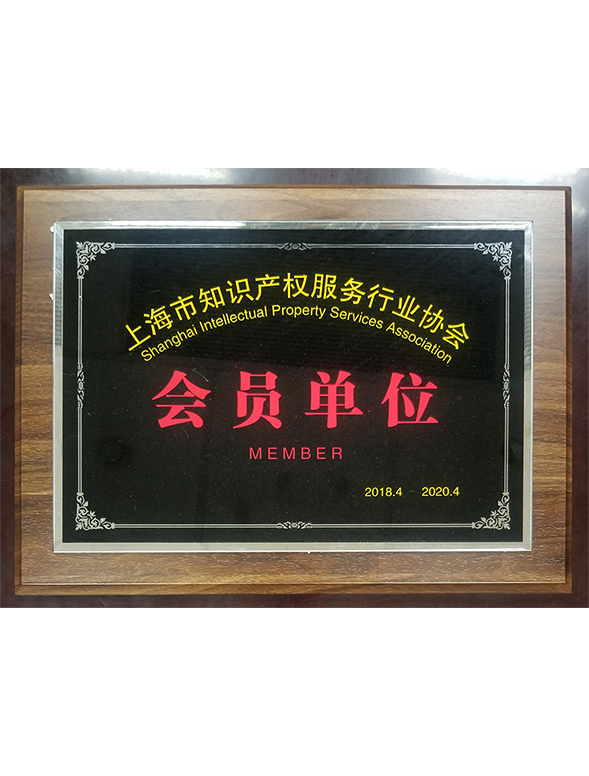 上海市知识产权服务行业协会
Shanghai Intellectual Property Services Association
会员单位
MEMBER
2018.4 - 2020.4